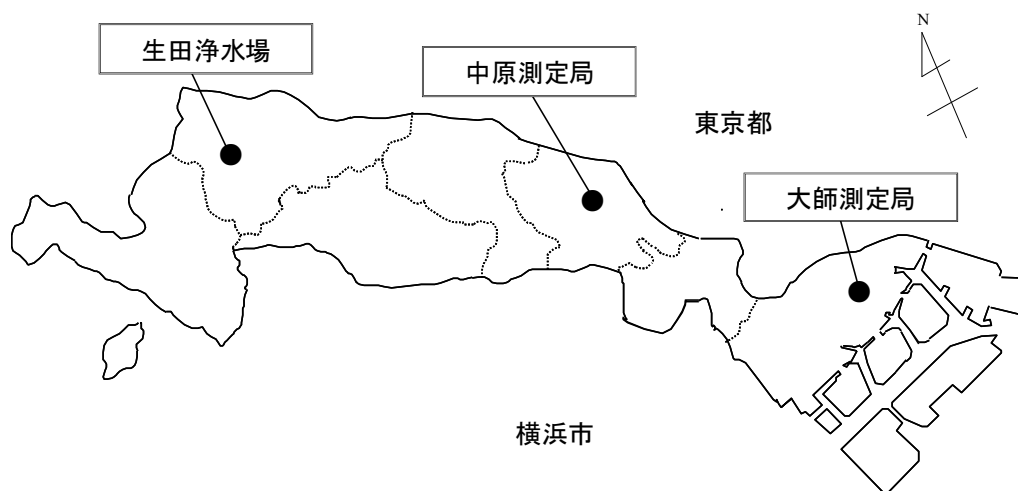 N
生田浄水場
中原測定局
東京都
大師測定局
横浜市